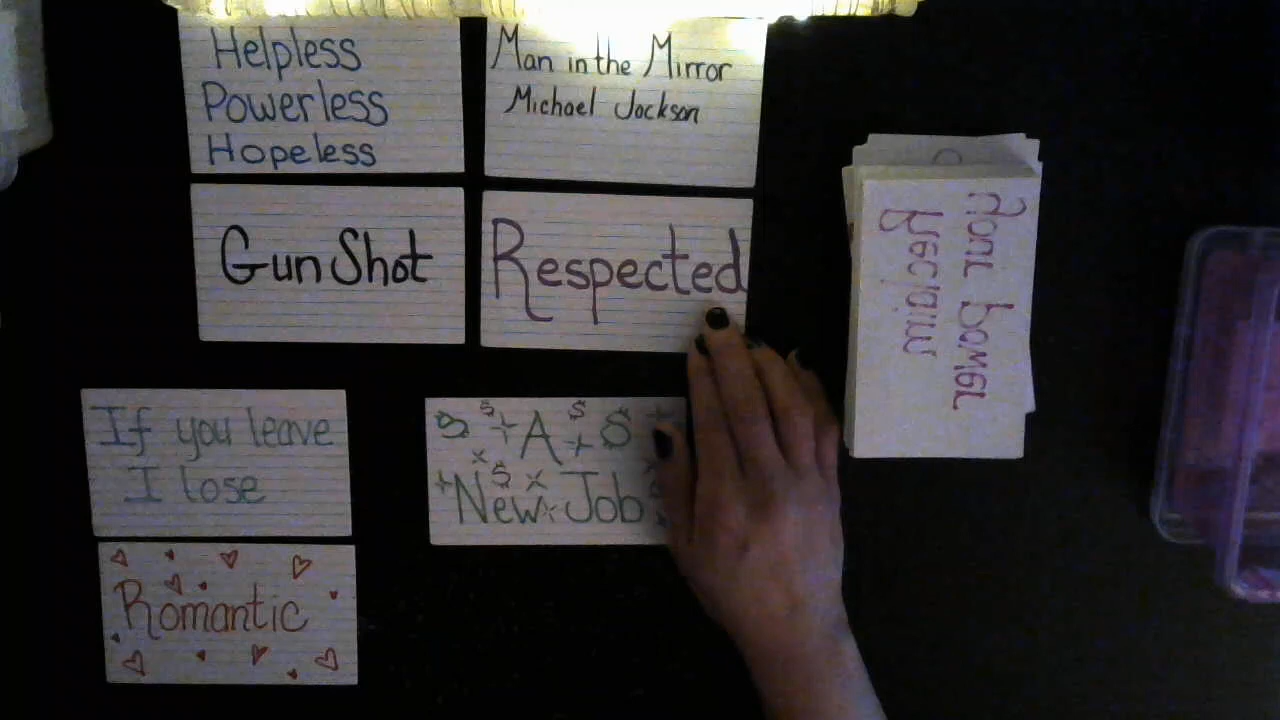 Helpless
Powerless
Hopeless
Man in the Mirror
Michael Jackson
Gun Shot
Respected
If you leave
I lose
$ A $
New Job
Romantic
Your Power